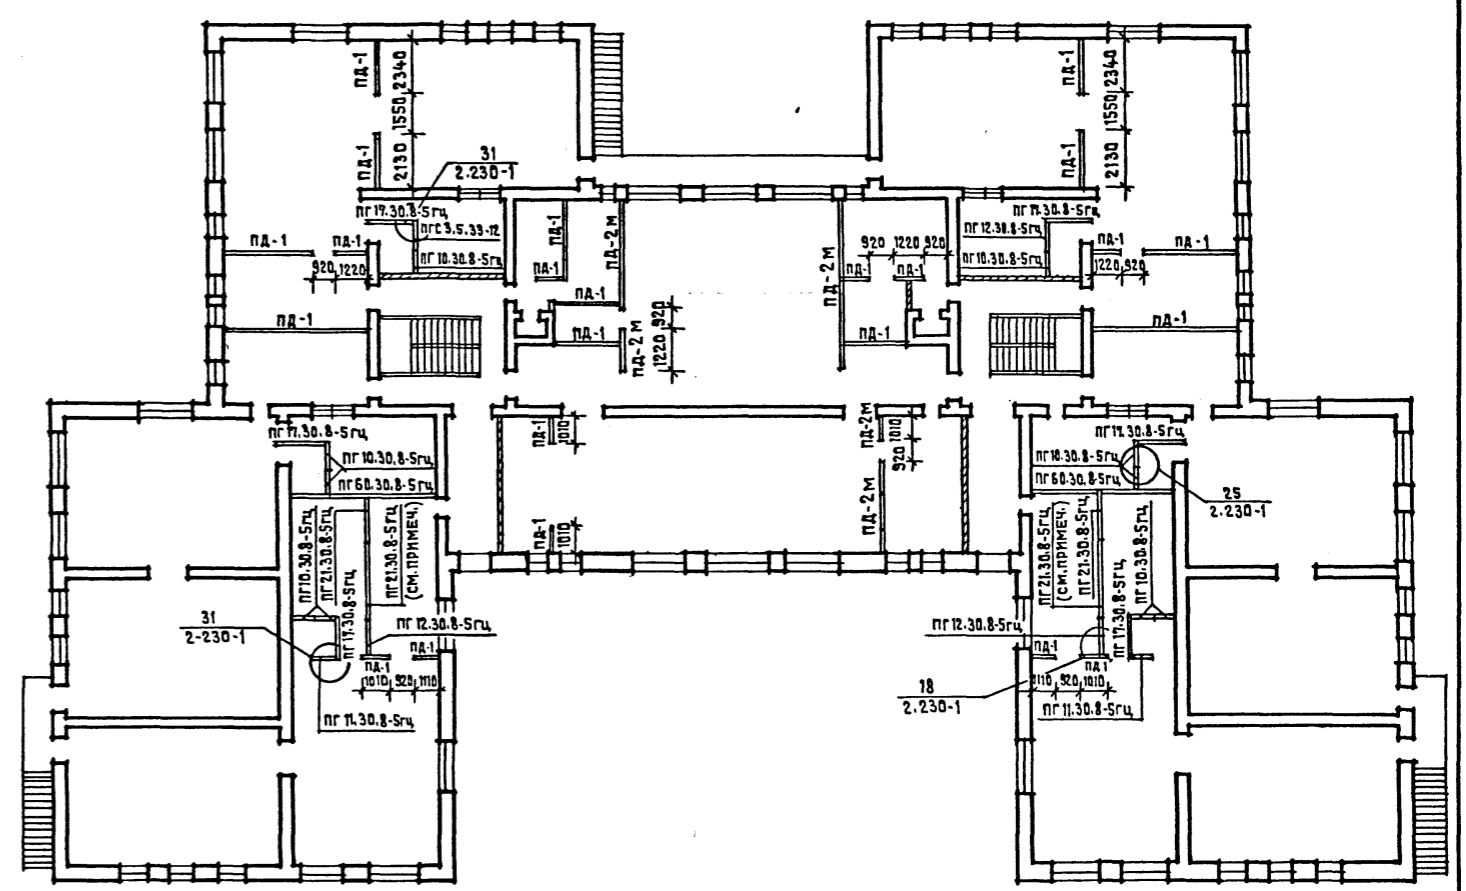 ПД-1
2340
1550
2130
ПД-1
31
2.230-1
ПГ 17.30.8-5гц
ПГС 3.5.33-12
ПГ 10.30.8-5гц
ПД-1
ПД-1
920
1220
ПД-1
ПД-1
ПД-2М
ПД-1
ПД-1
ПД-1
ПД-2М
920
1220
ПД-2М
920
1220
920
ПД-1
ПД-1
ПД-1
ПД-1
2340
1550
2130
ПД-1
ПГ 17.30.8-5гц
ПГ 12.30.8-5гц
ПГ 10.30.8-5гц
ПД-1
ПД-1
1220
920
ПД-1
ПГ 17.30.8-5гц
ПГ 10.30.8-5гц
ПГ 60.30.8-5гц
ПГ 10.30.8-5гц
ПГ 21.30.8-5гц
ПГ 17.30.8-5гц
ПГ 21.30.8-5гц
(см.примеч.)
31
2-230-1
ПГ 12.30.8-5гц
ПД-1
ПД-1
1010
920
1110
ПГ 11.30.8-5гц
ПД-1
1010
ПД-1
1010
ПД-2М
1010
920
ПД-2М
ПГ 17.30.8-5гц
ПГ 10.30.8-5гц
ПГ 60.30.8-5гц
25
2.230-1
ПГ 21.30.8-5гц
(см.примеч.)
ПГ 21.30.8-5гц
ПГ 17.30.8-5гц
ПГ 10.30.8-5гц
ПГ 12.30.8-5гц
ПД-1
ПД-1
18
2.230-1
1110
920
1010
ПГ 11.30.8-5гц